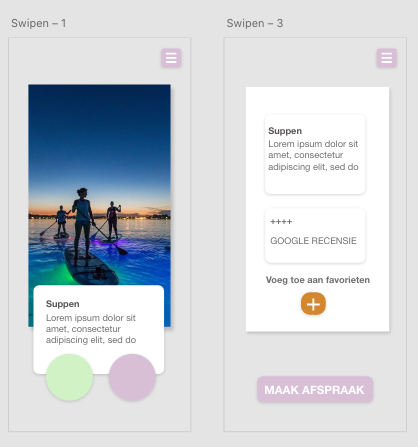 Swipen – 1
Suppen
Lorem ipsum dolor sit
amet, consectetur
adipiscing elit, sed do
Swipen – 3
Suppen
Lorem ipsum dolor sit
amet, consectetur
adipiscing elit, sed do
++++
GOOGLE RECENSIE
Voeg toe aan favorieten
+
MAAK AFSPRAAK